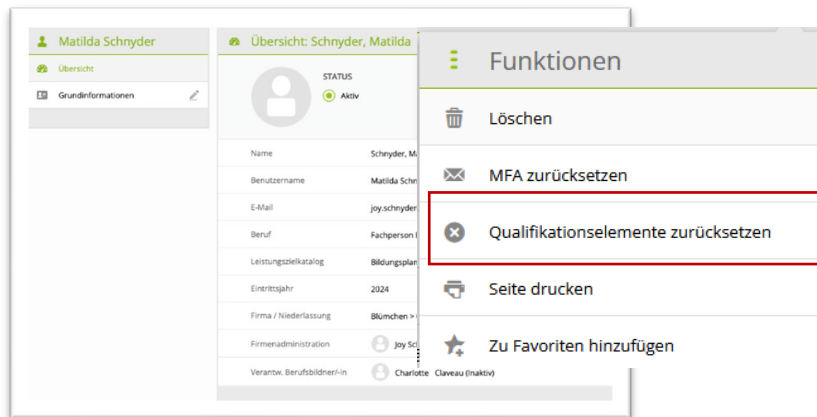 Matilda Schnyder
Übersicht
Grundinformationen
Übersicht: Schnyder, Matilda
STATUS
Aktiv
Name Schnyder,
Benutzername Matilda
E-Mail
Beruf Fachperson
Leistungszielkatalog
Eintrittsjahr 2024
Firma / Niederlassung Blümchen >
Firmenadministration Joy
Verantw. Berufsbildner/-in Charlotte Claveau (Inaktiv)
Funktionen
Löschen
MFA zurücksetzen
Qualifikationselemente zurücksetzen
Seite drucken
Zu Favoriten hinzufügen